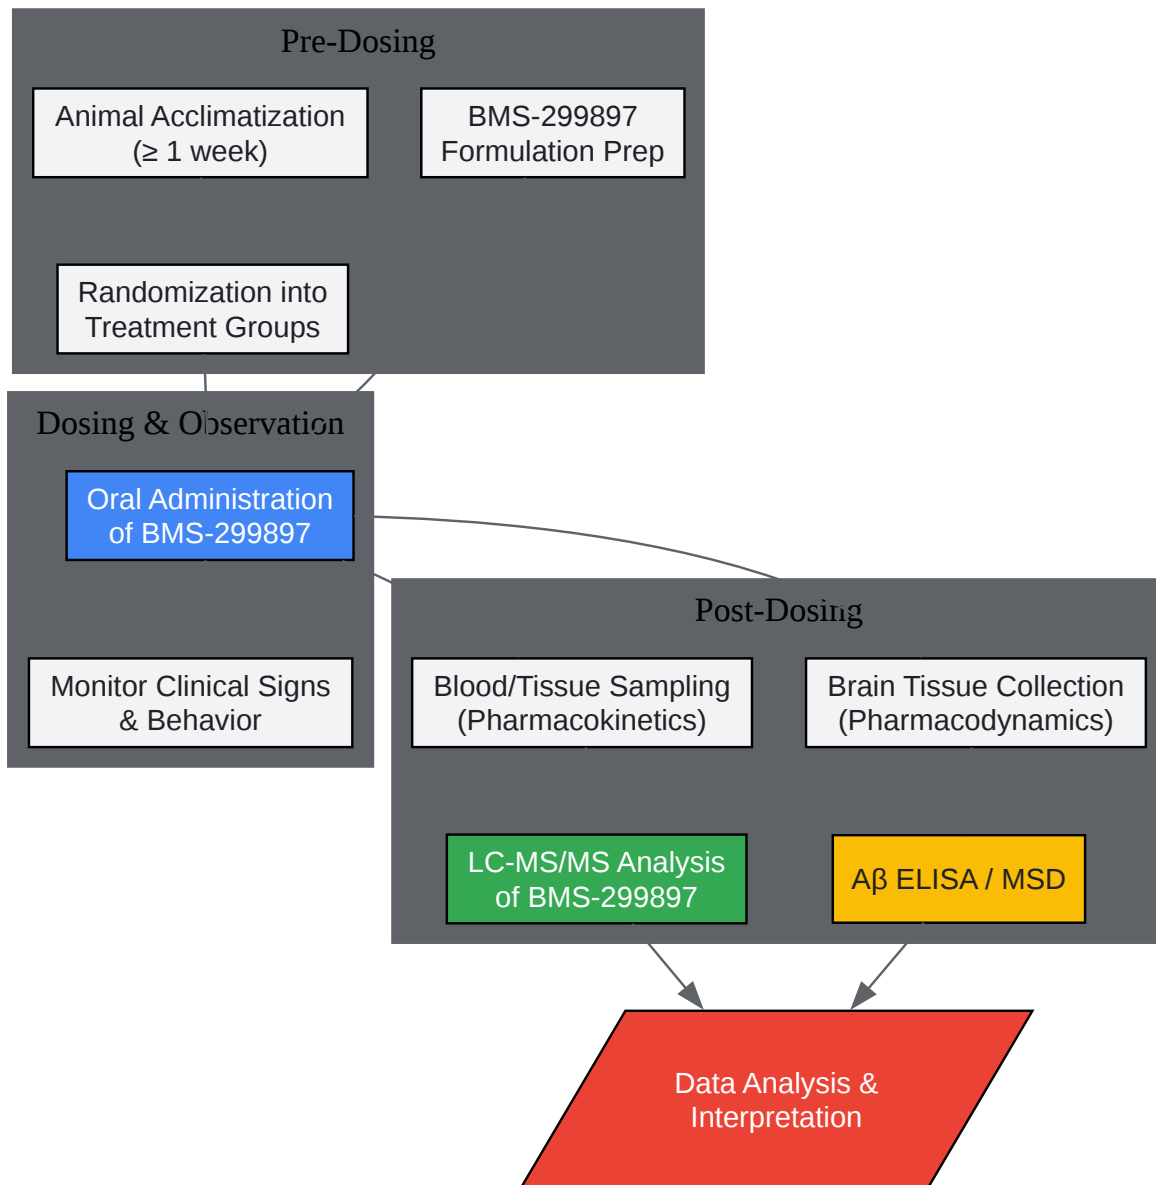 Pre-Dosing
Animal Acclimatization
(≥ 1 week)
BMS-299897
Formulation Prep
Randomization into
Treatment Groups
Dosing & Observation
Oral Administration
of BMS-299897
Monitor Clinical Signs
& Behavior
Post-Dosing
Blood/Tissue Sampling
(Pharmacokinetics)
Brain Tissue Collection
(Pharmacodynamics)
LC-MS/MS Analysis
of BMS-299897
Aβ ELISA / MSD
Data Analysis &
Interpretation